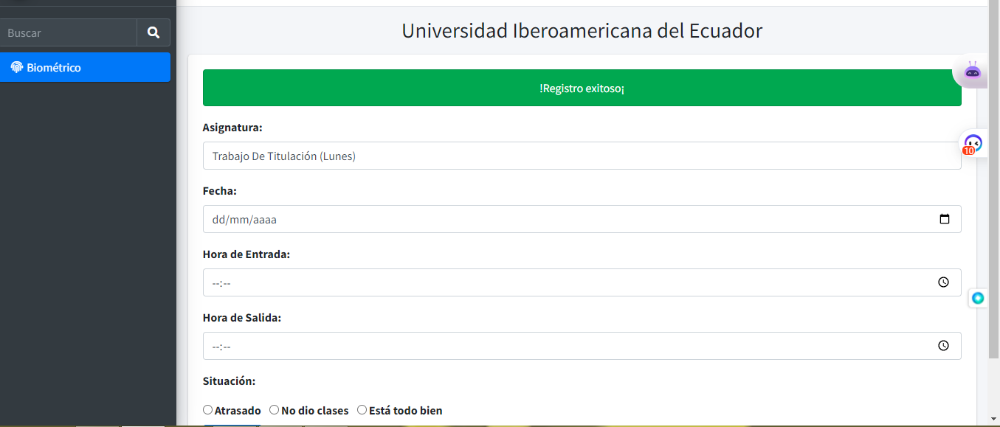 Universidad Iberoamericana del Ecuador
Buscar
Biométrico
!Registro exitoso¡
Asignatura:
Trabajo De Titulación (Lunes)
Fecha:
dd/mm/aaaa
Hora de Entrada:
--:--
Hora de Salida:
--:--
Situación:
Atrasado No dio clases Está todo bien
10